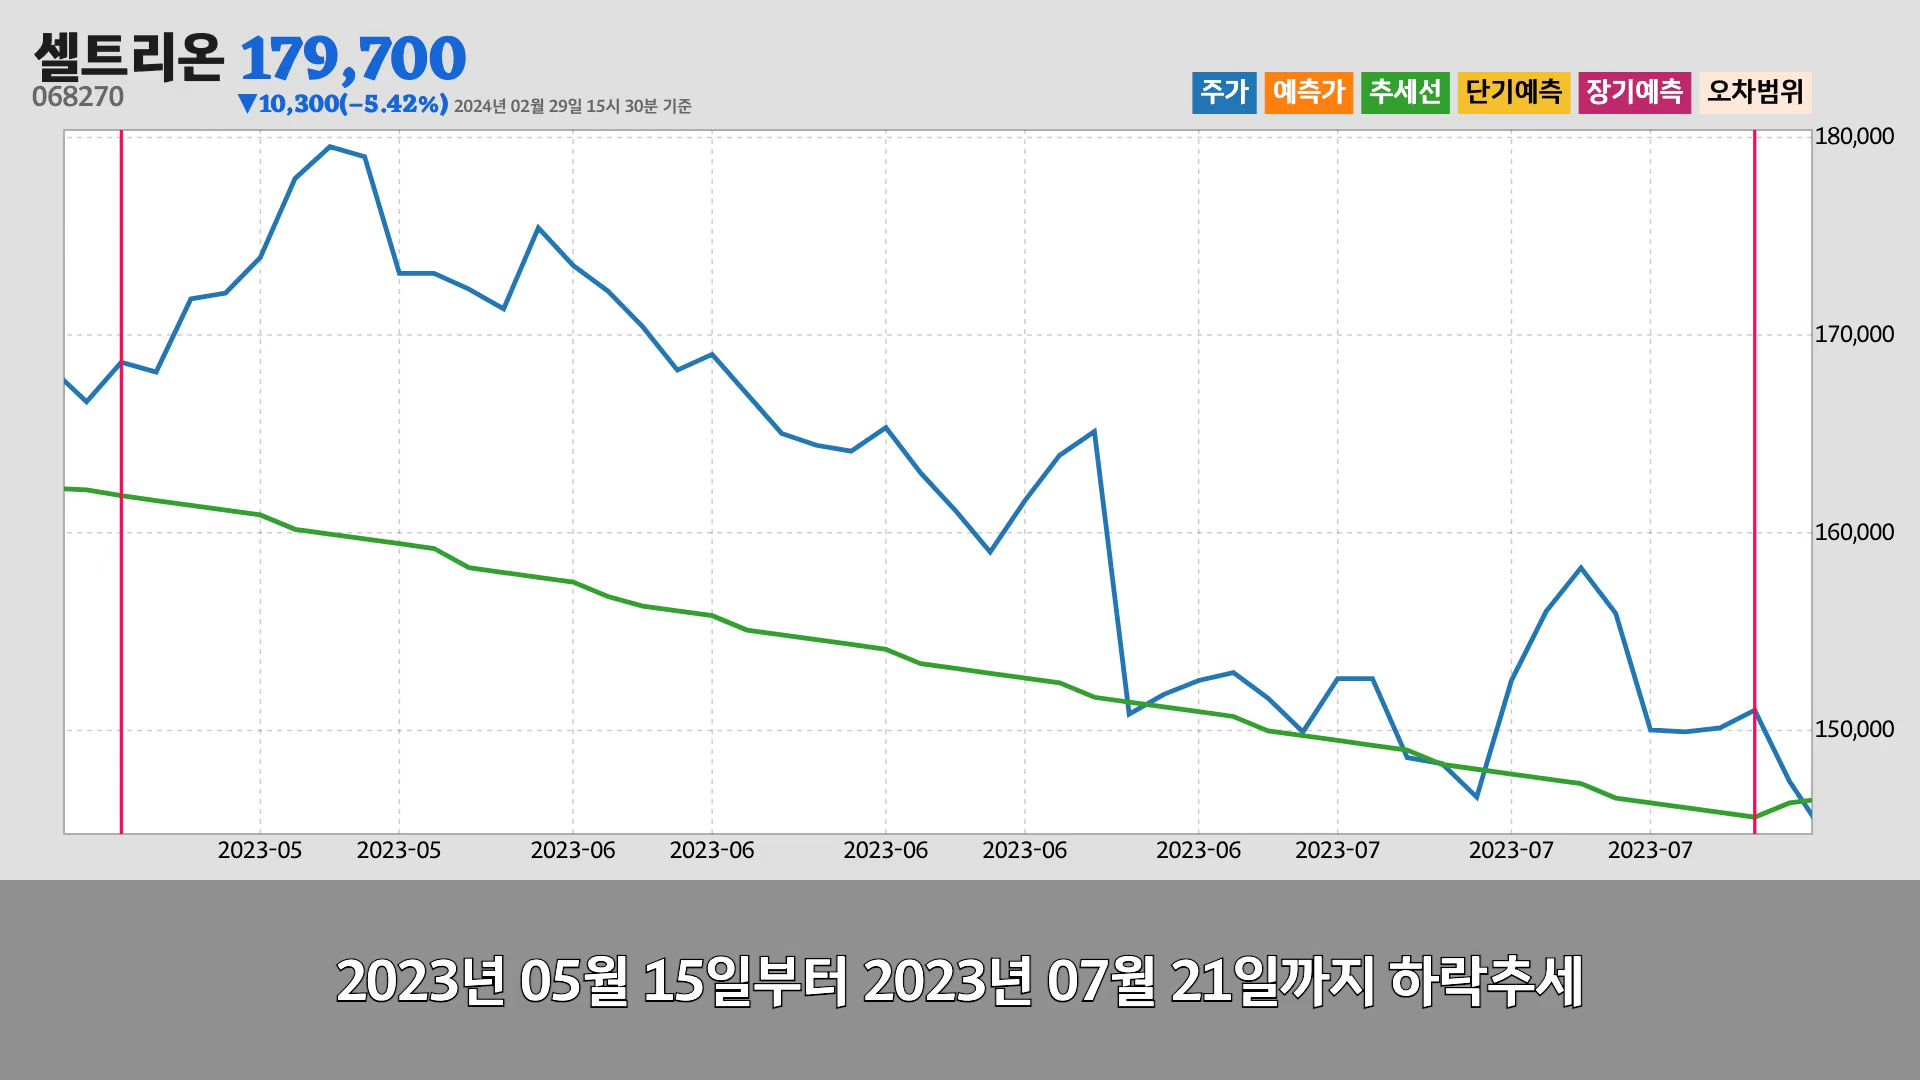 셀트리온 179,700
068270
▼10,300(−5.42%) 2024년 02월 29일 15시 30분 기준
주가 예측가 추세선 단기예측 장기예측 오차범위
180,000
170,000
160,000
150,000
2023-05 2023-05 2023-06 2023-06 2023-06 2023-06 2023-06 2023-07 2023-07 2023-07
2023년 05월 15일부터 2023년 07월 21일까지 하락추세